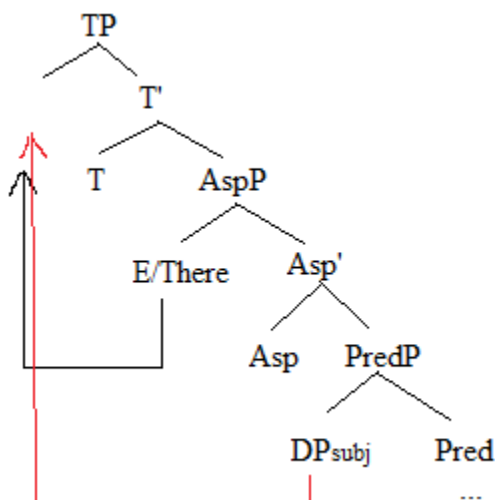 TP
T'
T AspP
E/There Asp'
Asp PredP
DPsubj Pred
...